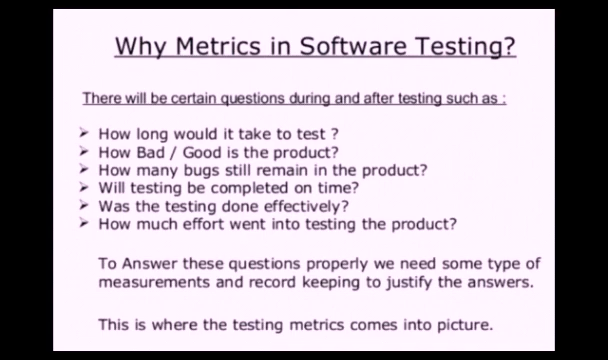 Why Metrics in Software Testing?
There will be certain questions during and after testing such as :
➢ How long would it take to test ?
➢ How Bad / Good is the product?
➢ How many bugs still remain in the product?
➢ Will testing be completed on time?
➢ Was the testing done effectively?
➢ How much effort went into testing the product?
To Answer these questions properly we need some type of
measurements and record keeping to justify the answers.
This is where the testing metrics comes into picture.